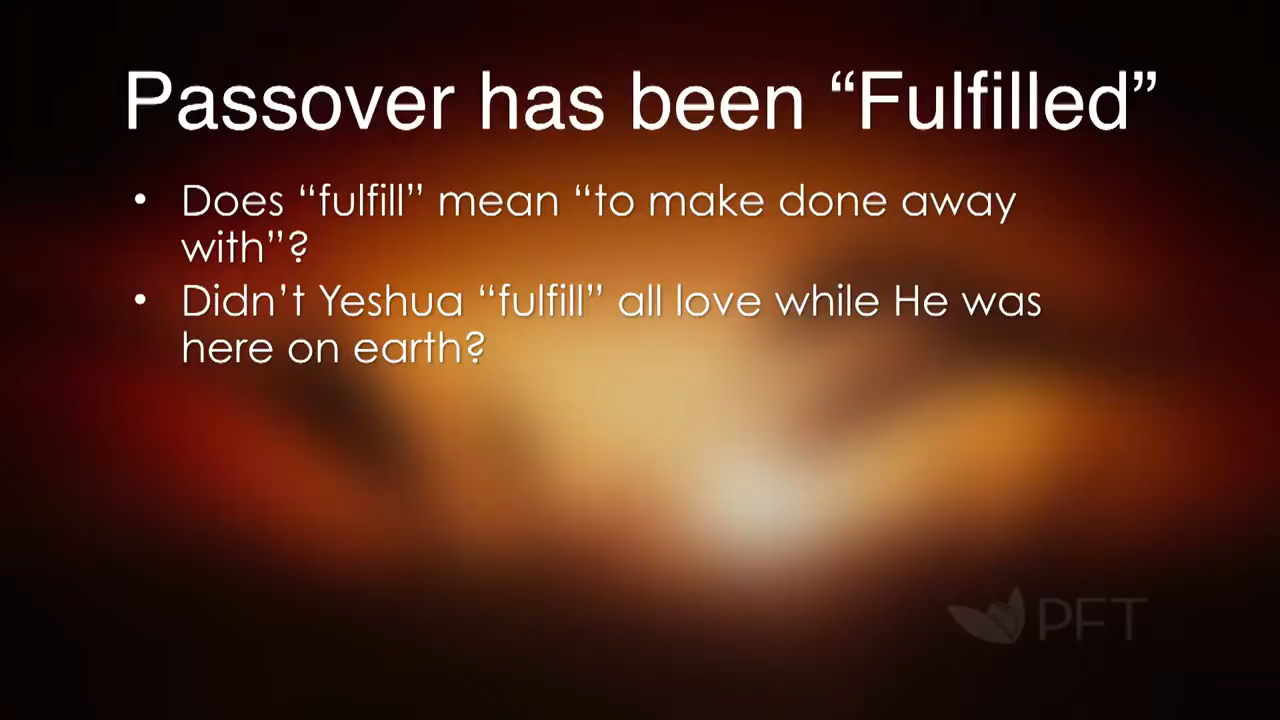 Passover has been “Fulfilled”
• Does “fulfill” mean “to make done away
with”?
• Didn’t Yeshua “fulfill” all love while He was
here on earth?
PFT